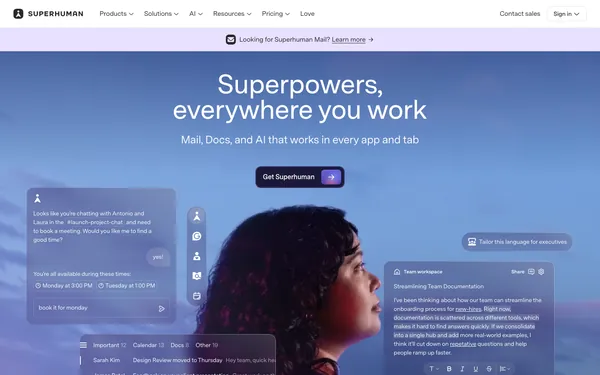 SUPERHUMAN
Products
Solutions
AI
Resources
Pricing
Love
Contact sales
Sign in
Looking for Superhuman Mail? Learn more →
Superpowers,
everywhere you work
Mail, Docs, and AI that works in every app and tab
Get Superhuman →
Looks like you're chatting with Antonio and
Laura in the #launch-project-chat and need
to book a meeting. Would you like me to find a
good time?
yes!
You're all available during these times:
Monday at 3:00 PM
Tuesday at 1:00 PM
book it for monday
Tailor this language for executives
Team workspace
Share
Streamlining Team Documentation
I've been thinking about how our team can streamline the
onboarding process for new-hires. Right now,
documentation is scattered across different tools, which
makes it hard to find answers quickly. If we consolidate
into a single hub and add more real-world examples, I
think it'll cut down on repetative questions and help
people ramp up faster.
T B I U S
Important 12
Calendar 13
Docs 8
Other 19
Sarah Kim
Design Review moved to Thursday
Hey team, quick